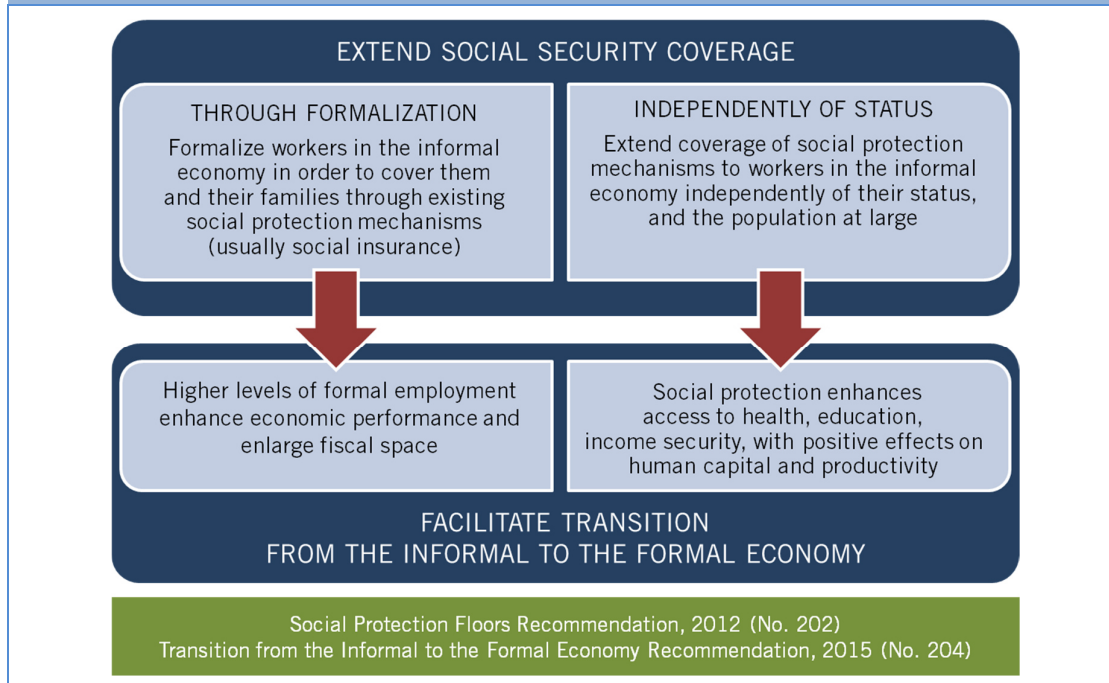 EXTEND SOCIAL SECURITY COVERAGE
THROUGH FORMALIZATION
Formalize workers in the informal
economy in order to cover them
and their families through existing
social protection mechanisms
(usually social insurance)
INDEPENDENTLY OF STATUS
Extend coverage of social protection
mechanisms to workers in the informal
economy independently of their status,
and the population at large
Higher levels of formal employment
enhance economic performance and
enlarge fiscal space
Social protection enhances
access to health, education,
income security, with positive effects on
human capital and productivity
FACILITATE TRANSITION
FROM THE INFORMAL TO THE FORMAL ECONOMY
Social Protection Floors Recommendation, 2012 (No. 202)
Transition from the Informal to the Formal Economy Recommendation, 2015 (No. 204)